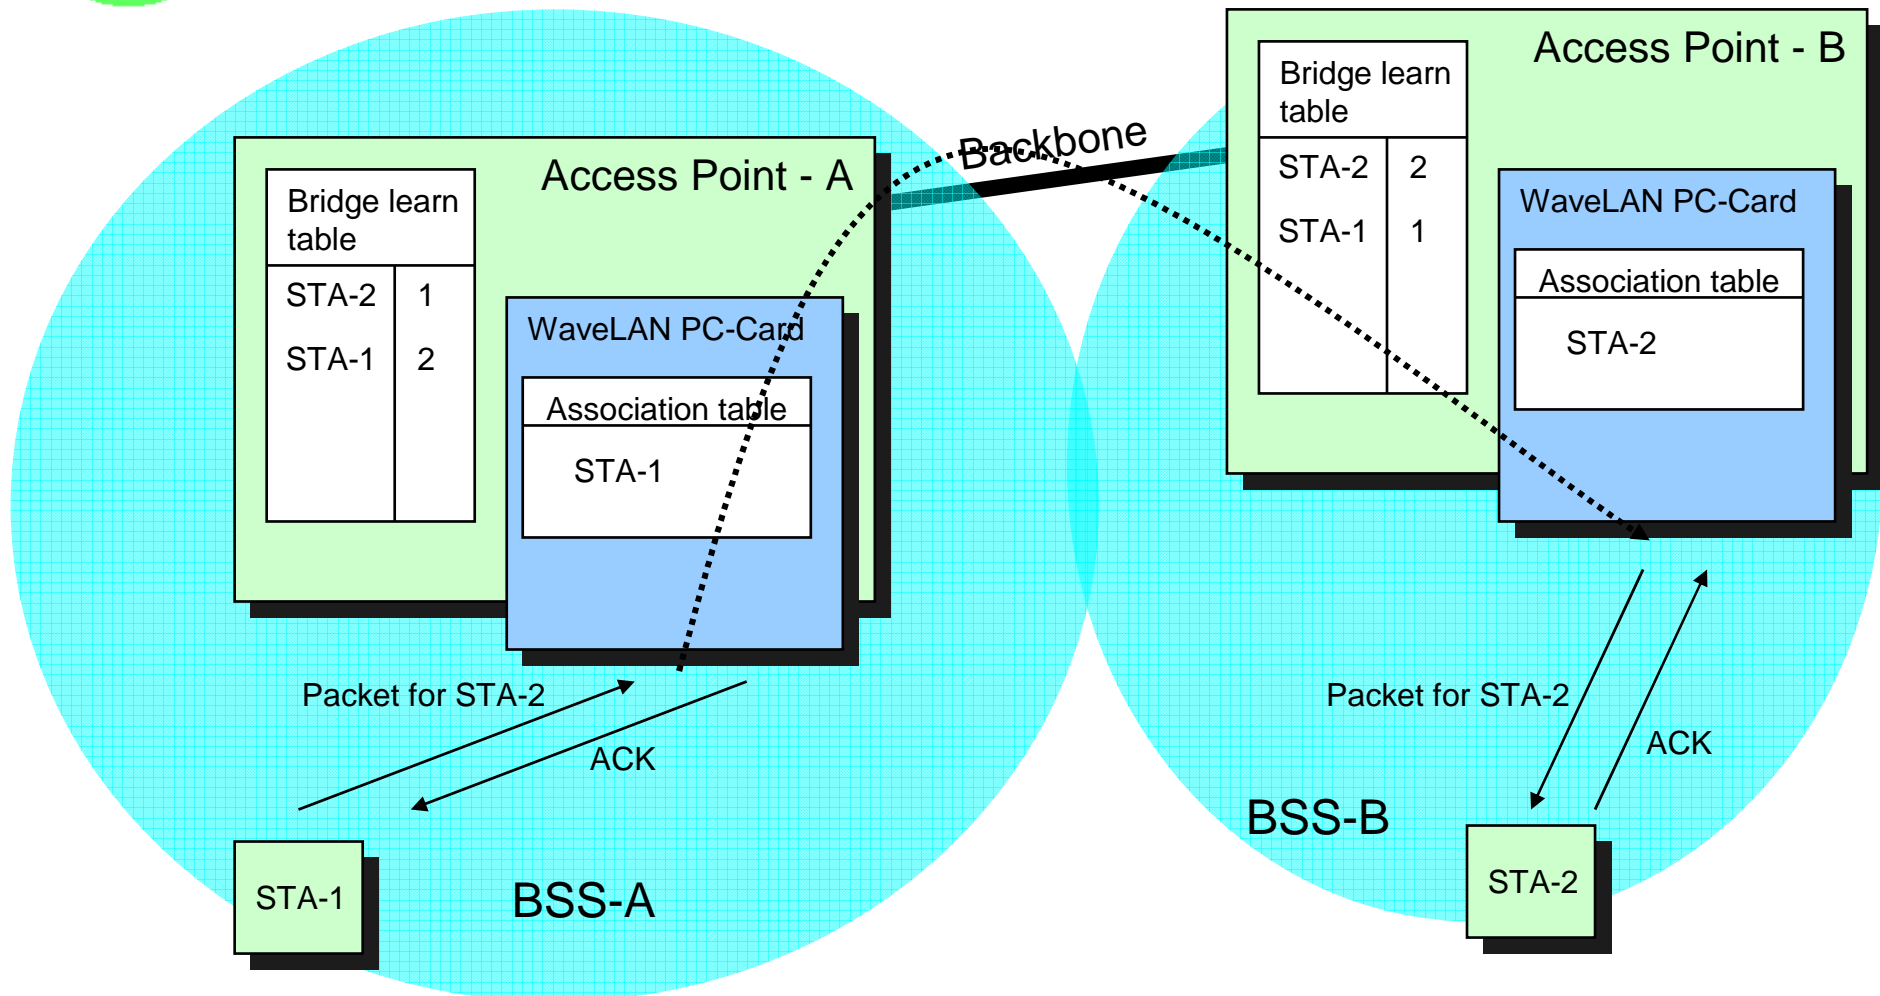 Access Point - A
Bridge learn
table
STA-2 1
STA-1 2
WaveLAN PC-Card
Association table
STA-1
Packet for STA-2
ACK
STA-1
BSS-A
Backbone
Access Point - B
Bridge learn
table
STA-2 2
STA-1 1
WaveLAN PC-Card
Association table
STA-2
Packet for STA-2
ACK
BSS-B
STA-2